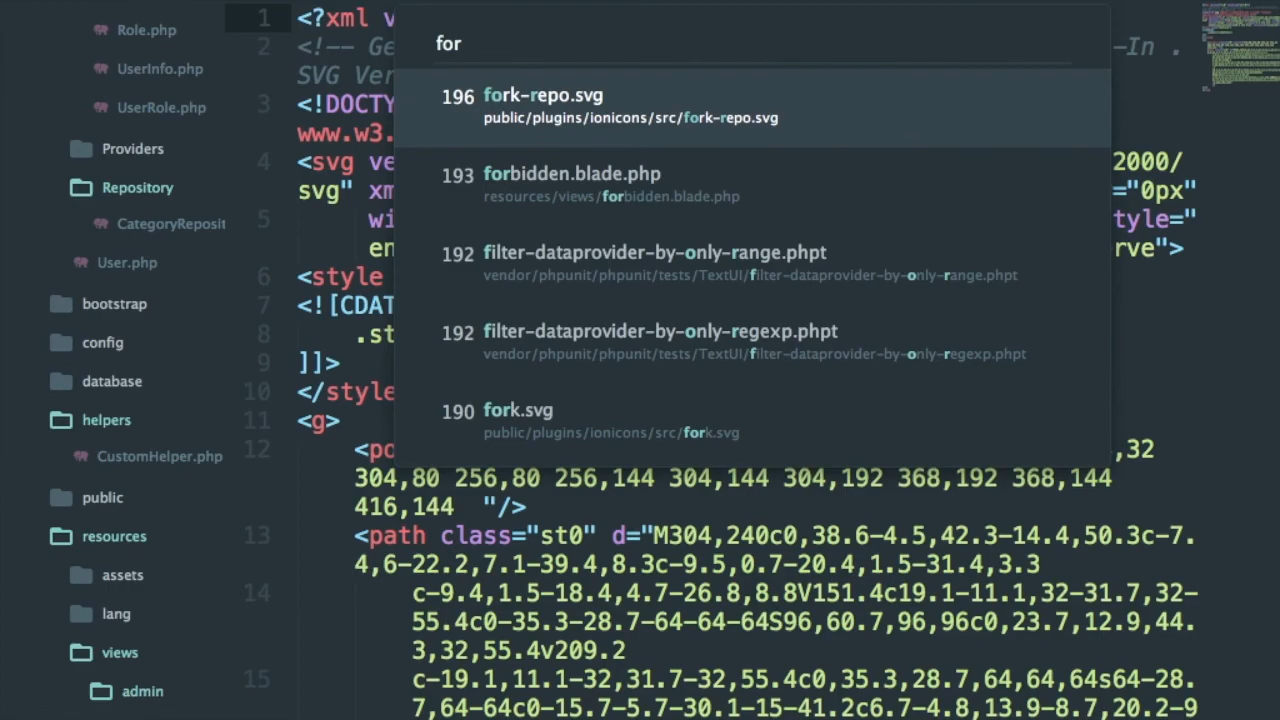 Role.php
UserInfo.php
UserRole.php
Providers
Repository
CategoryReposit
User.php
bootstrap
config
database
helpers
CustomHelper.php
public
resources
assets
lang
views
admin
for
196 fork-repo.svg
public/plugins/ionicons/src/fork-repo.svg
193 forbidden.blade.php
resources/views/forbidden.blade.php
192 filter-dataprovider-by-only-range.phpt
vendor/phpunit/phpunit/tests/TextUI/filter-dataprovider-by-only-range.phpt
192 filter-dataprovider-by-only-regexp.phpt
vendor/phpunit/phpunit/tests/TextUI/filter-dataprovider-by-only-regexp.phpt
190 fork.svg
public/plugins/ionicons/src/fork.svg
1 <?xml v
2 <!-- Ge -In .
SVG Ver
3 <!DOCTY
www.w3.
4 <svg ve 2000/
svg" xm ="0px"
5 wi tyle="
en rve">
6 <style
7 <![CDAT
8 .st
9 ]]>
10 </style
11 <g>
12 <po ,32
304,80 256,80 256,144 304,144 304,192 368,192 368,144
416,144 "/>
13 <path class="st0" d="M304,240c0,38.6-4.5,42.3-14.4,50.3c-7.
4,6-22.2,7.1-39.4,8.3c-9.5,0.7-20.4,1.5-31.4,3.3
14 c-9.4,1.5-18.4,4.7-26.8,8.8V151.4c19.1-11.1,32-31.7,32-
55.4c0-35.3-28.7-64-64-64S96,60.7,96,96c0,23.7,12.9,44.
3,32,55.4v209.2
15 c-19.1,11.1-32,31.7-32,55.4c0,35.3,28.7,64,64,64s64-28.
7,64-64c0-15.7-5.7-30.1-15-41.2c6.7-4.8,13.9-8.7,20.2-9